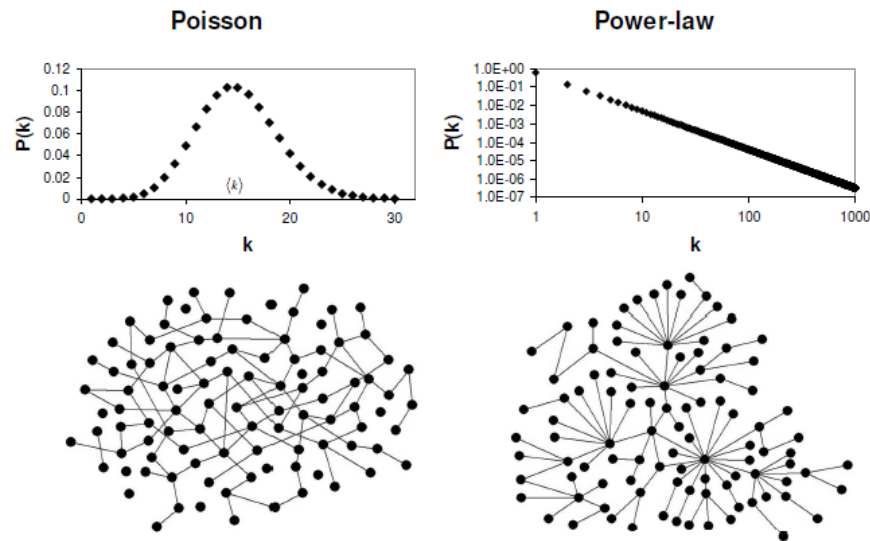 Poisson
P(k)
0.12
0.1
0.08
0.06
0.04
0.02
0
⟨k⟩
0
10
20
30
k
Power-law
P(k)
1.0E+00
1.0E-01
1.0E-02
1.0E-03
1.0E-04
1.0E-05
1.0E-06
1.0E-07
1
10
100
1000
k